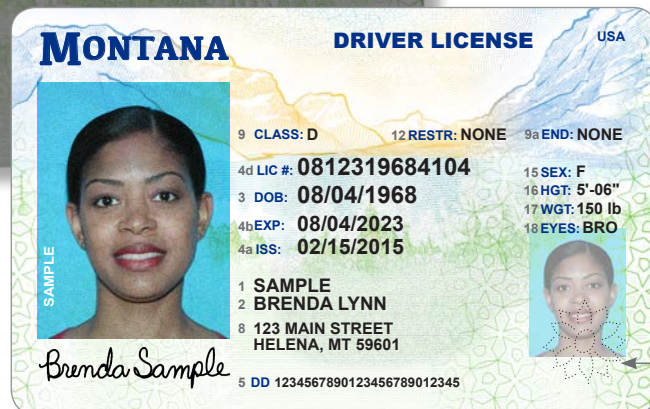 MONTANA DRIVER LICENSE USA
9 CLASS: D 12 RESTR: NONE 9a END: NONE
4d LIC #: 0812319684104
3 DOB: 08/04/1968
4b EXP: 08/04/2023
4a ISS: 02/15/2015
15 SEX: F
16 HGT: 5'-06"
17 WGT: 150 lb
18 EYES: BRO
SAMPLE
1 SAMPLE
2 BRENDA LYNN
8 123 MAIN STREET
HELENA, MT 59601
Brenda Sample
5 DD 1234567890123456789012345